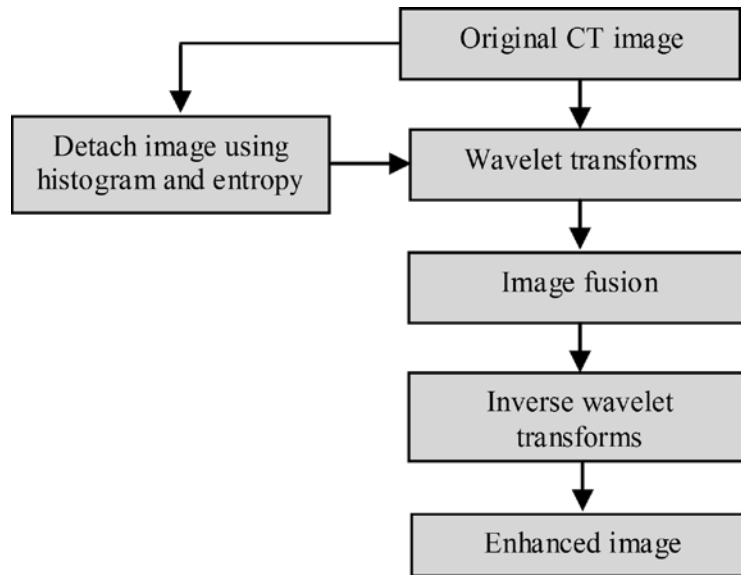 Original CT image
Detach image using
histogram and entropy
Wavelet transforms
Image fusion
Inverse wavelet
transforms
Enhanced image